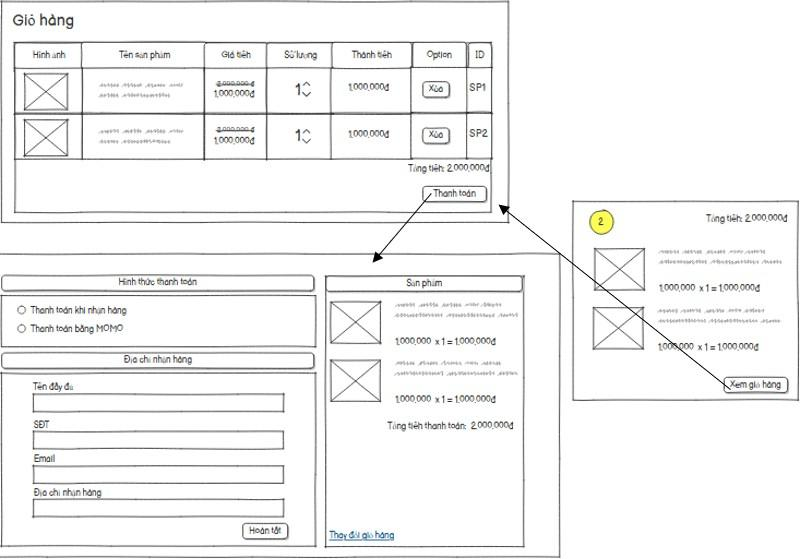 Giỏ hàng
Hình ảnh Tên sản phẩm Giá tiền Số lượng Thành tiền Option ID
2.000.000đ
1.000.000đ 1 1.000.000đ Xóa SP1
2.000.000đ
1.000.000đ 1 1.000.000đ Xóa SP2
Tổng tiền: 2.000.000đ
Thanh toán
2 Tổng tiền: 2.000.000đ
1.000.000 x 1 = 1.000.000đ
1.000.000 x 1 = 1.000.000đ
Xem giỏ hàng
Hình thức thanh toán
Thanh toán khi nhận hàng
Thanh toán bằng MOMO
Địa chỉ nhận hàng
Tên đầy đủ
SĐT
Email
Địa chỉ nhận hàng
Hoàn tất
Sản phẩm
1.000.000 x 1 = 1.000.000đ
1.000.000 x 1 = 1.000.000đ
Tổng tiền thanh toán: 2.000.000đ
Thay đổi giỏ hàng